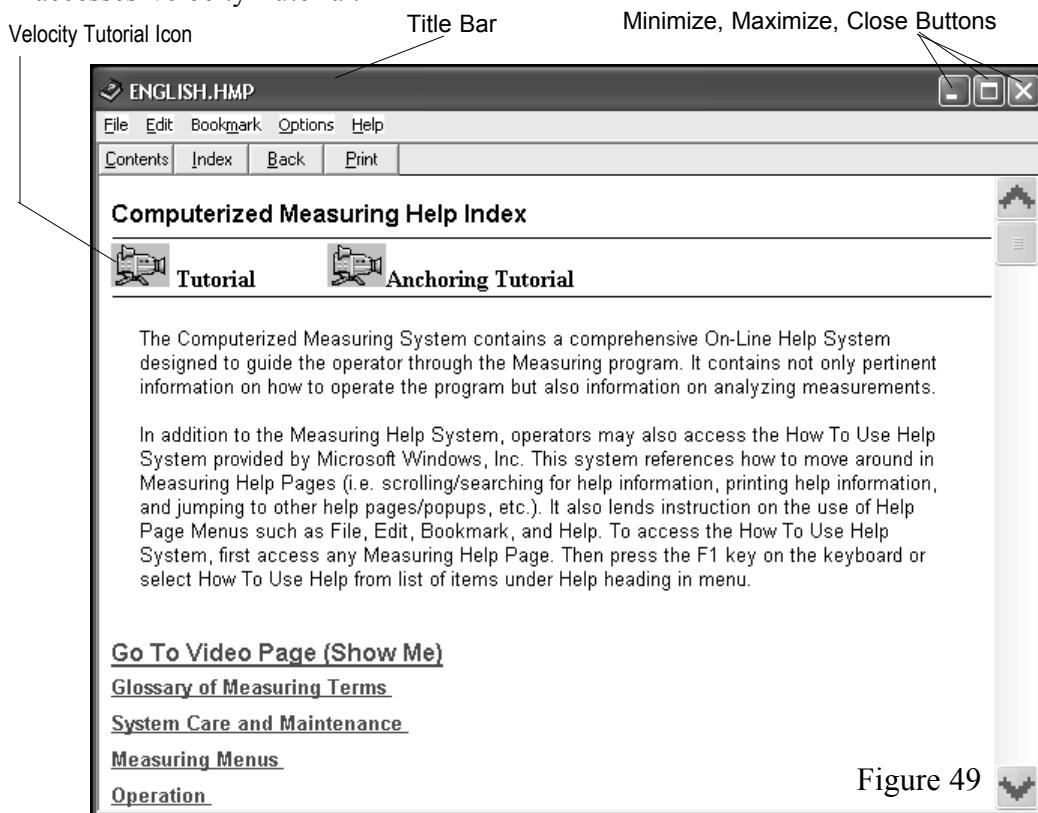 accesses Velocity Tutorial.
Velocity Tutorial Icon
Title Bar
Minimize, Maximize, Close Buttons
ENGLISH.HMP
File Edit Bookmark Options Help
Contents Index Back Print
Computerized Measuring Help Index
Tutorial Anchoring Tutorial
The Computerized Measuring System contains a comprehensive On-Line Help System
designed to guide the operator through the Measuring program. It contains not only pertinent
information on how to operate the program but also information on analyzing measurements.
In addition to the Measuring Help System, operators may also access the How To Use Help
System provided by Microsoft Windows, Inc. This system references how to move around in
Measuring Help Pages (i.e. scrolling/searching for help information, printing help information,
and jumping to other help pages/popups, etc.). It also lends instruction on the use of Help
Page Menus such as File, Edit, Bookmark, and Help. To access the How To Use Help
System, first access any Measuring Help Page. Then press the F1 key on the keyboard or
select How To Use Help from list of items under Help heading in menu.
Go To Video Page (Show Me)
Glossary of Measuring Terms
System Care and Maintenance
Measuring Menus
Operation
Figure 49